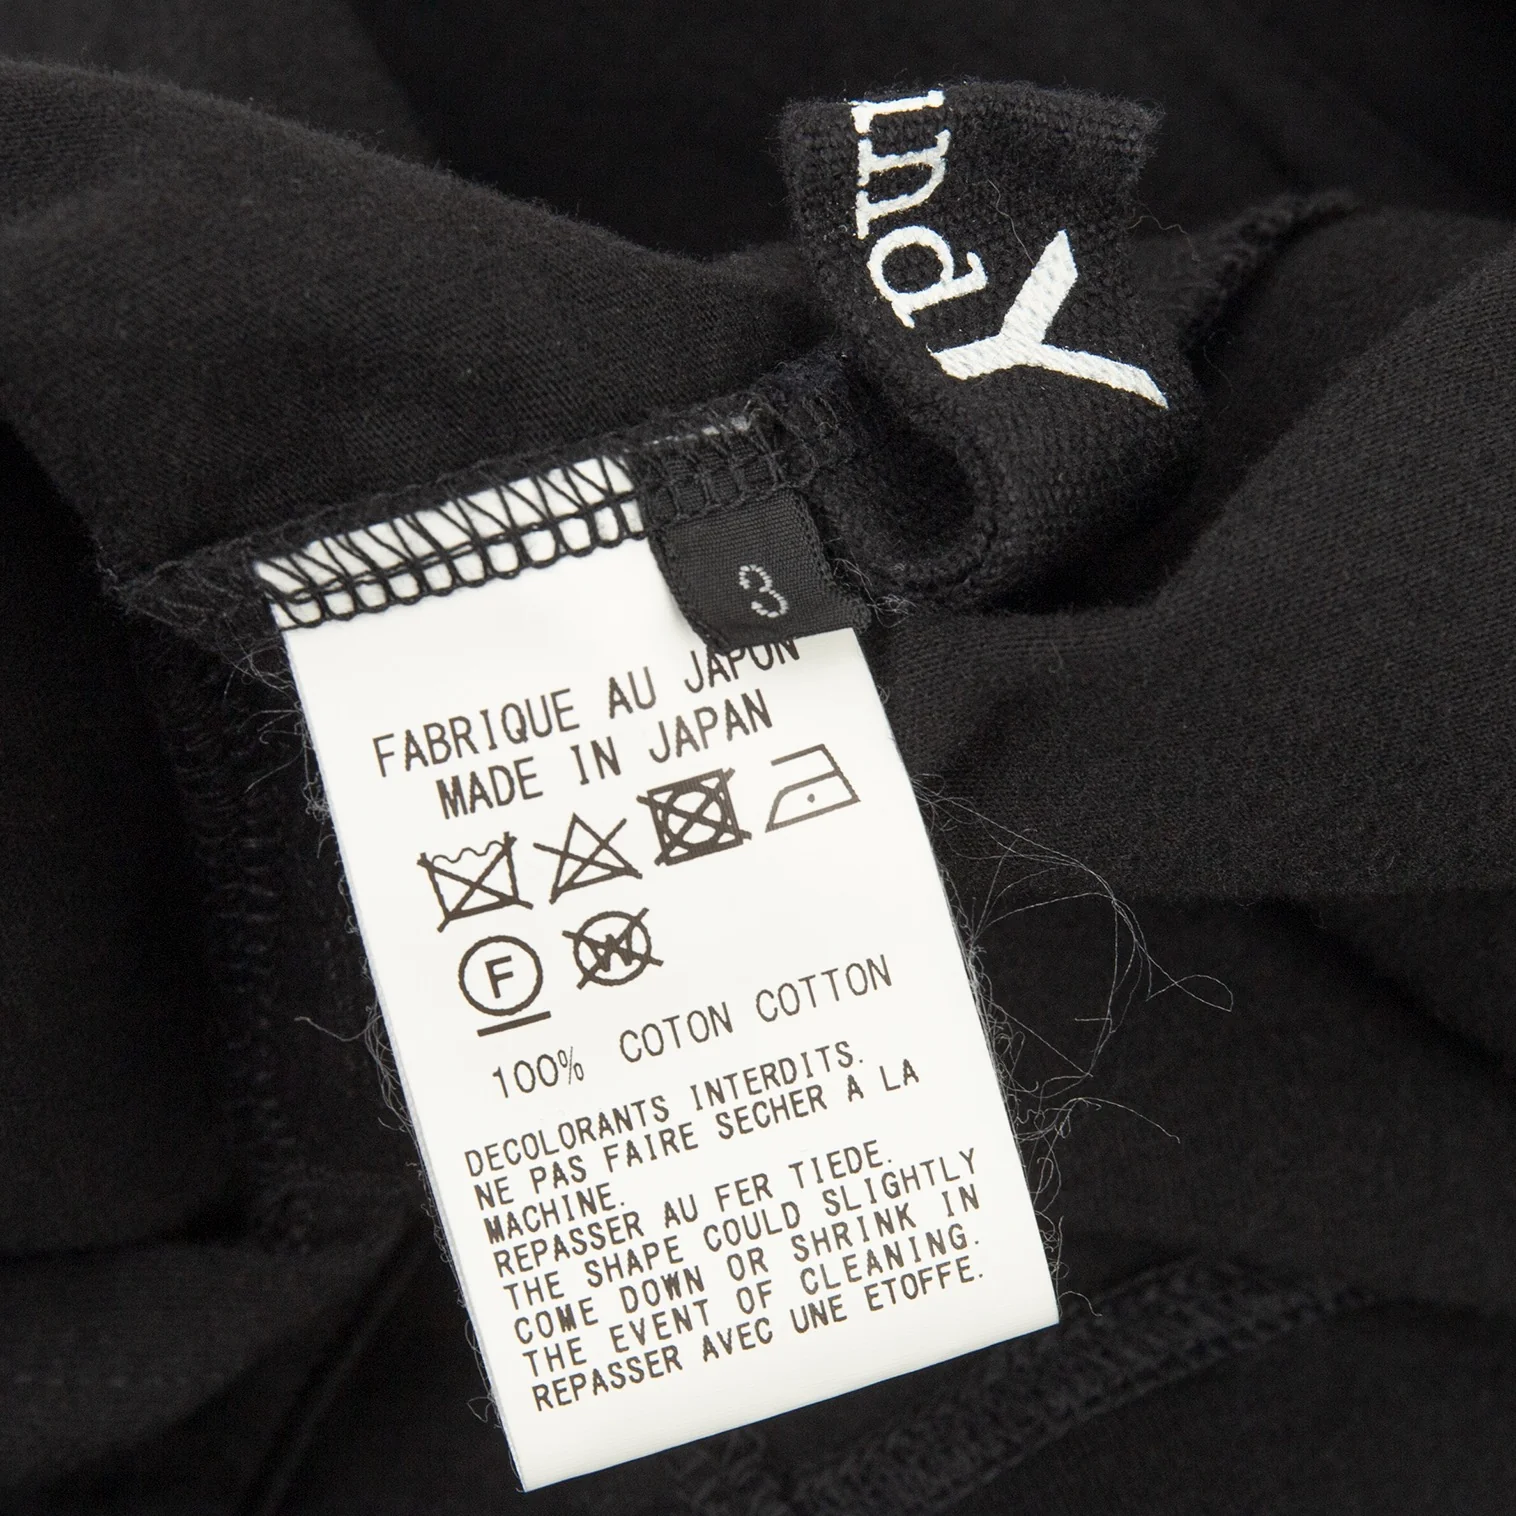 3
FABRIQUE AU JAPON
MADE IN JAPAN
F
W
100% COTON COTTON
DECOLORANTS INTERDITS.
NE PAS FAIRE SECHER A LA
MACHINE.
REPASSER AU FER TIEDE.
THE SHAPE COULD SLIGHTLY
COME DOWN OR SHRINK IN
THE EVENT OF CLEANING.
REPASSER AVEC UNE ETOFFE.